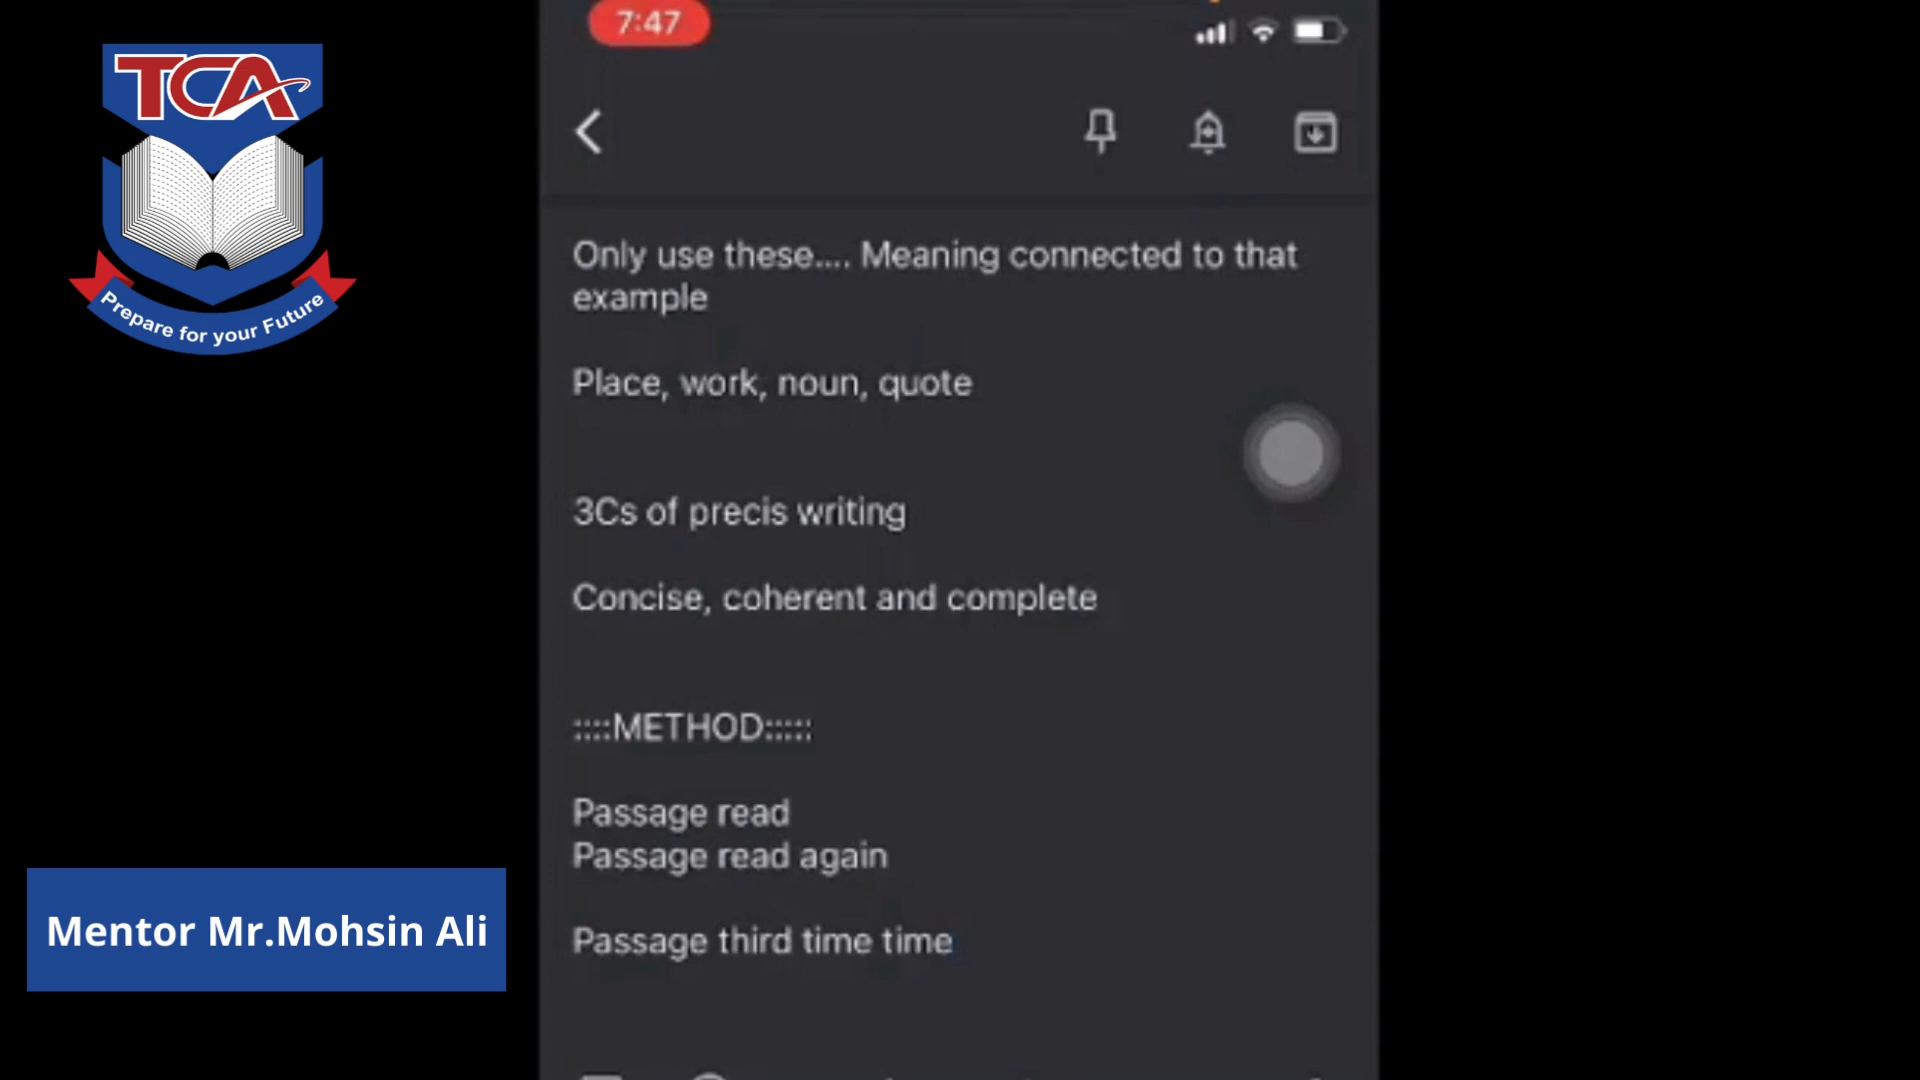 TCA
Prepare for your Future
7:47
Only use these.... Meaning connected to that
example
Place, work, noun, quote
3Cs of precis writing
Concise, coherent and complete
::::METHOD:::::
Passage read
Passage read again
Passage third time time
Mentor Mr.Mohsin Ali